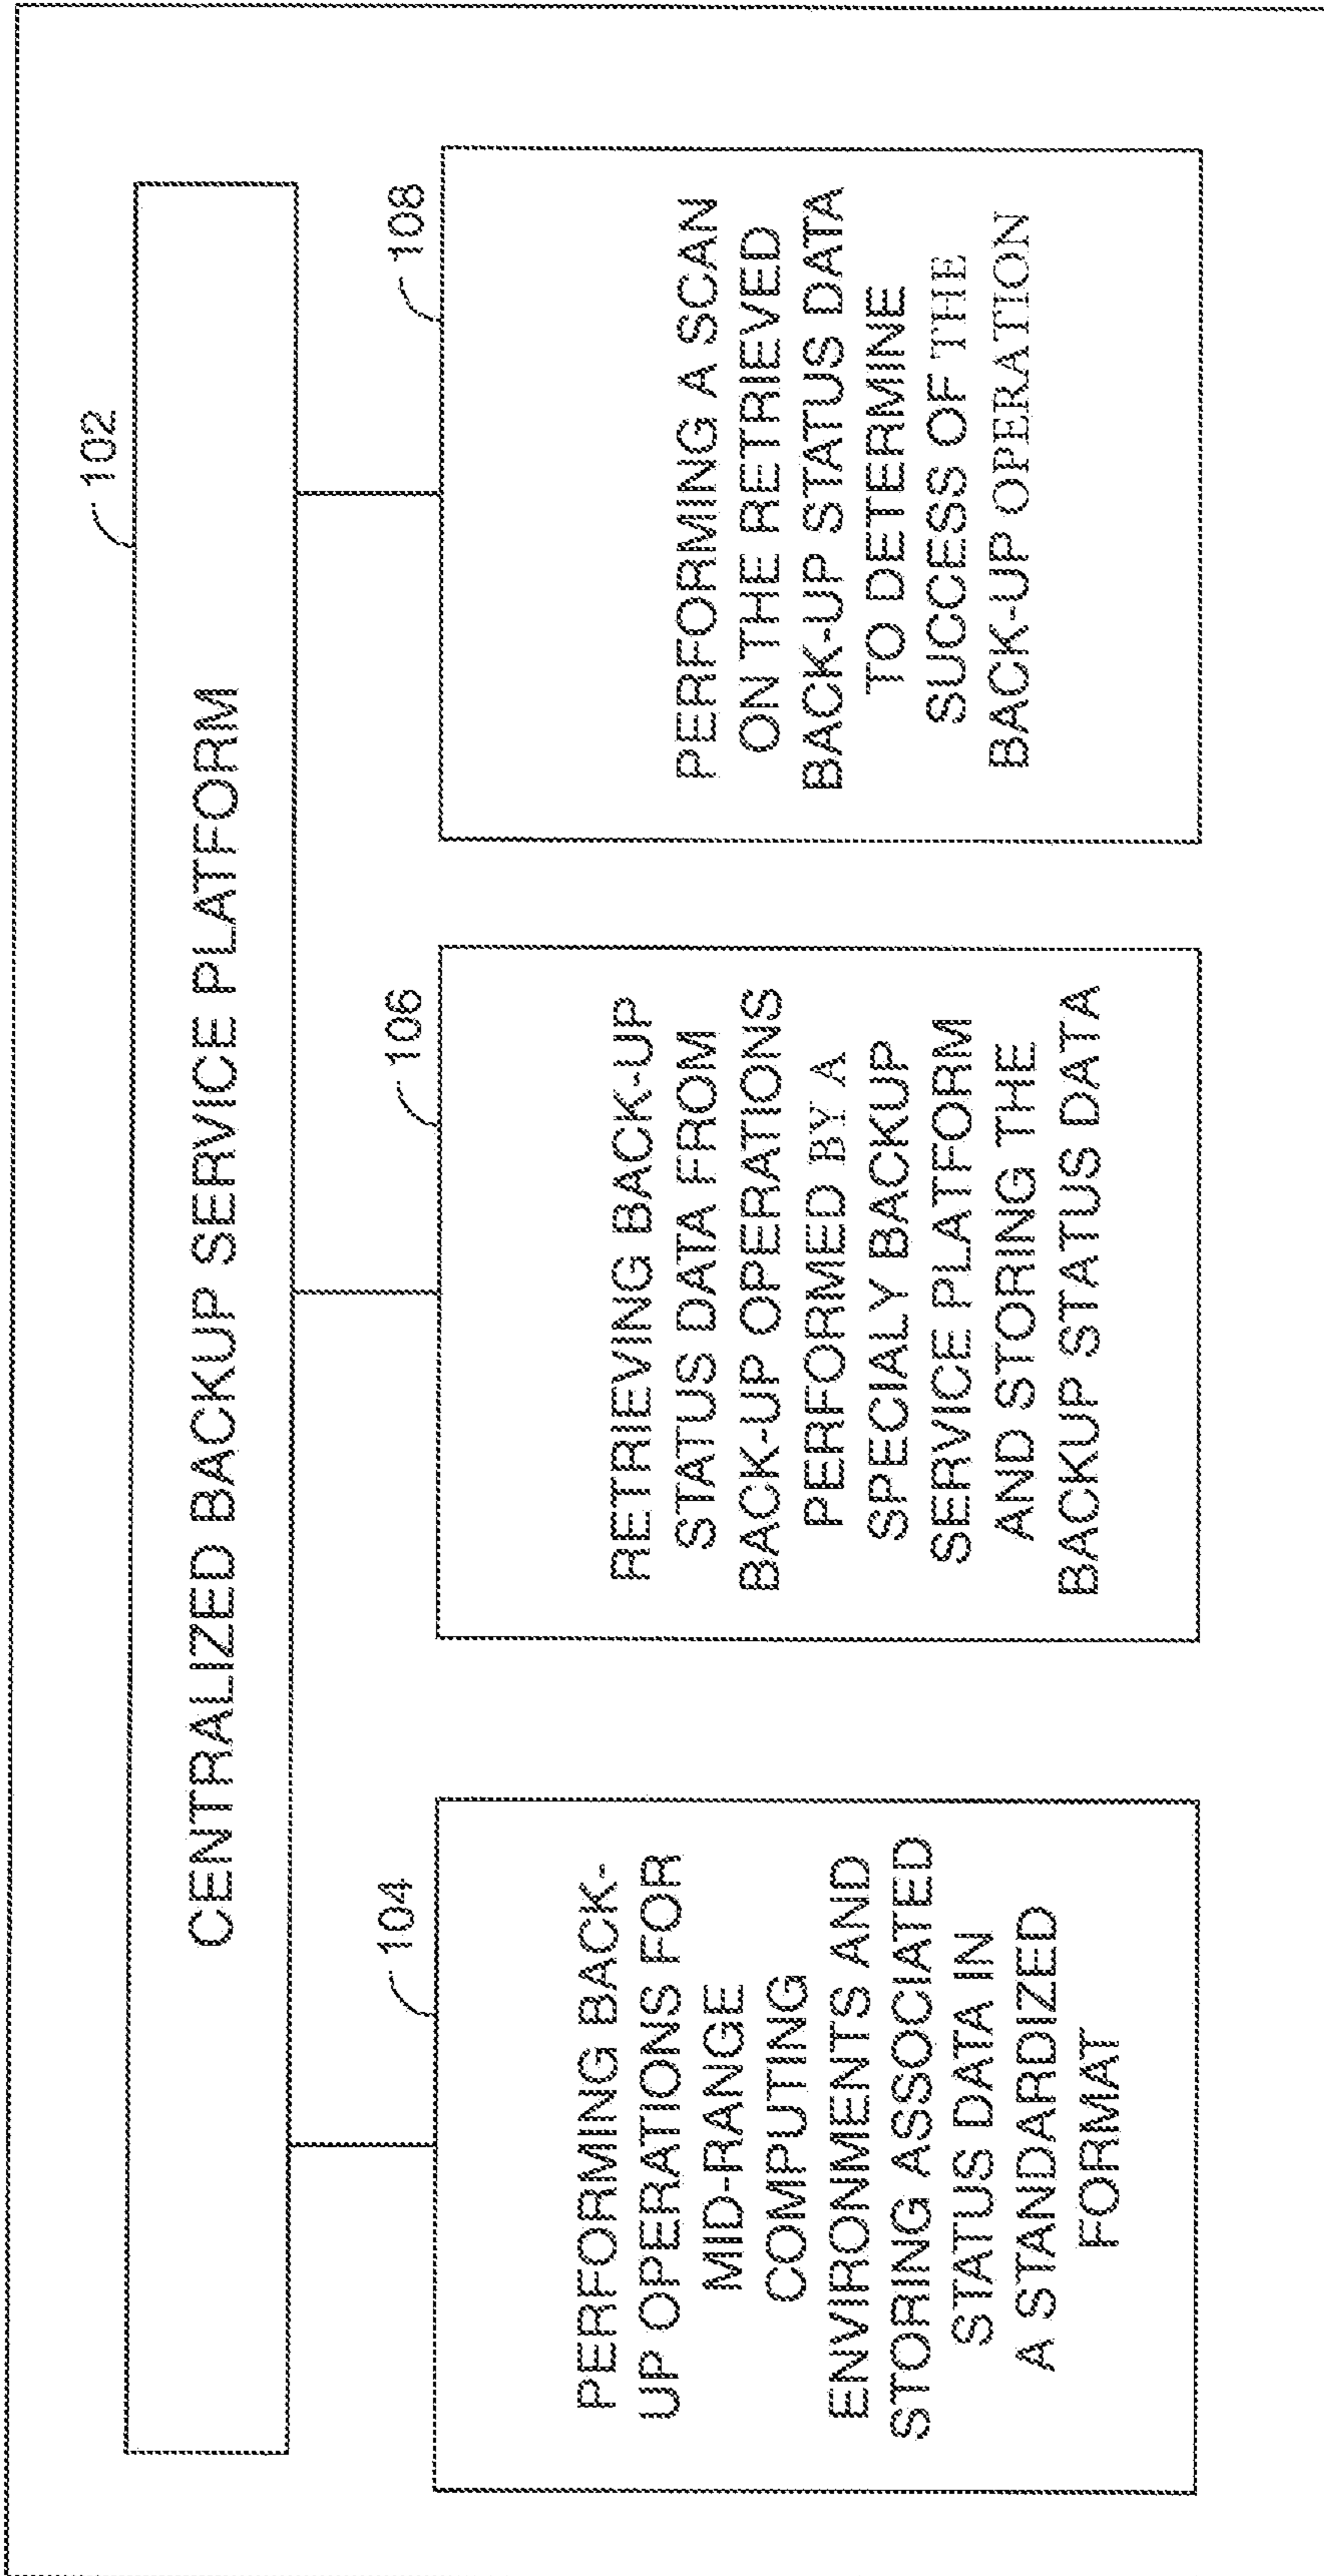 102
CENTRALIZED BACKUP SERVICE PLATFORM
104
PERFORMING BACK-
UP OPERATIONS FOR
MID-RANGE
COMPUTING
ENVIRONMENTS AND
STORING ASSOCIATED
STATUS DATA IN
A STANDARDIZED
FORMAT
106
RETRIEVING BACK-UP
STATUS DATA FROM
BACK-UP OPERATIONS
PERFORMED BY A
SPECIALY BACKUP
SERVICE PLATFORM
AND STORING THE
BACKUP STATUS DATA
108
PERFORMING A SCAN
ON THE RETRIEVED
BACK-UP STATUS DATA
TO DETERMINE
SUCCESS OF THE
BACK-UP OPERATION